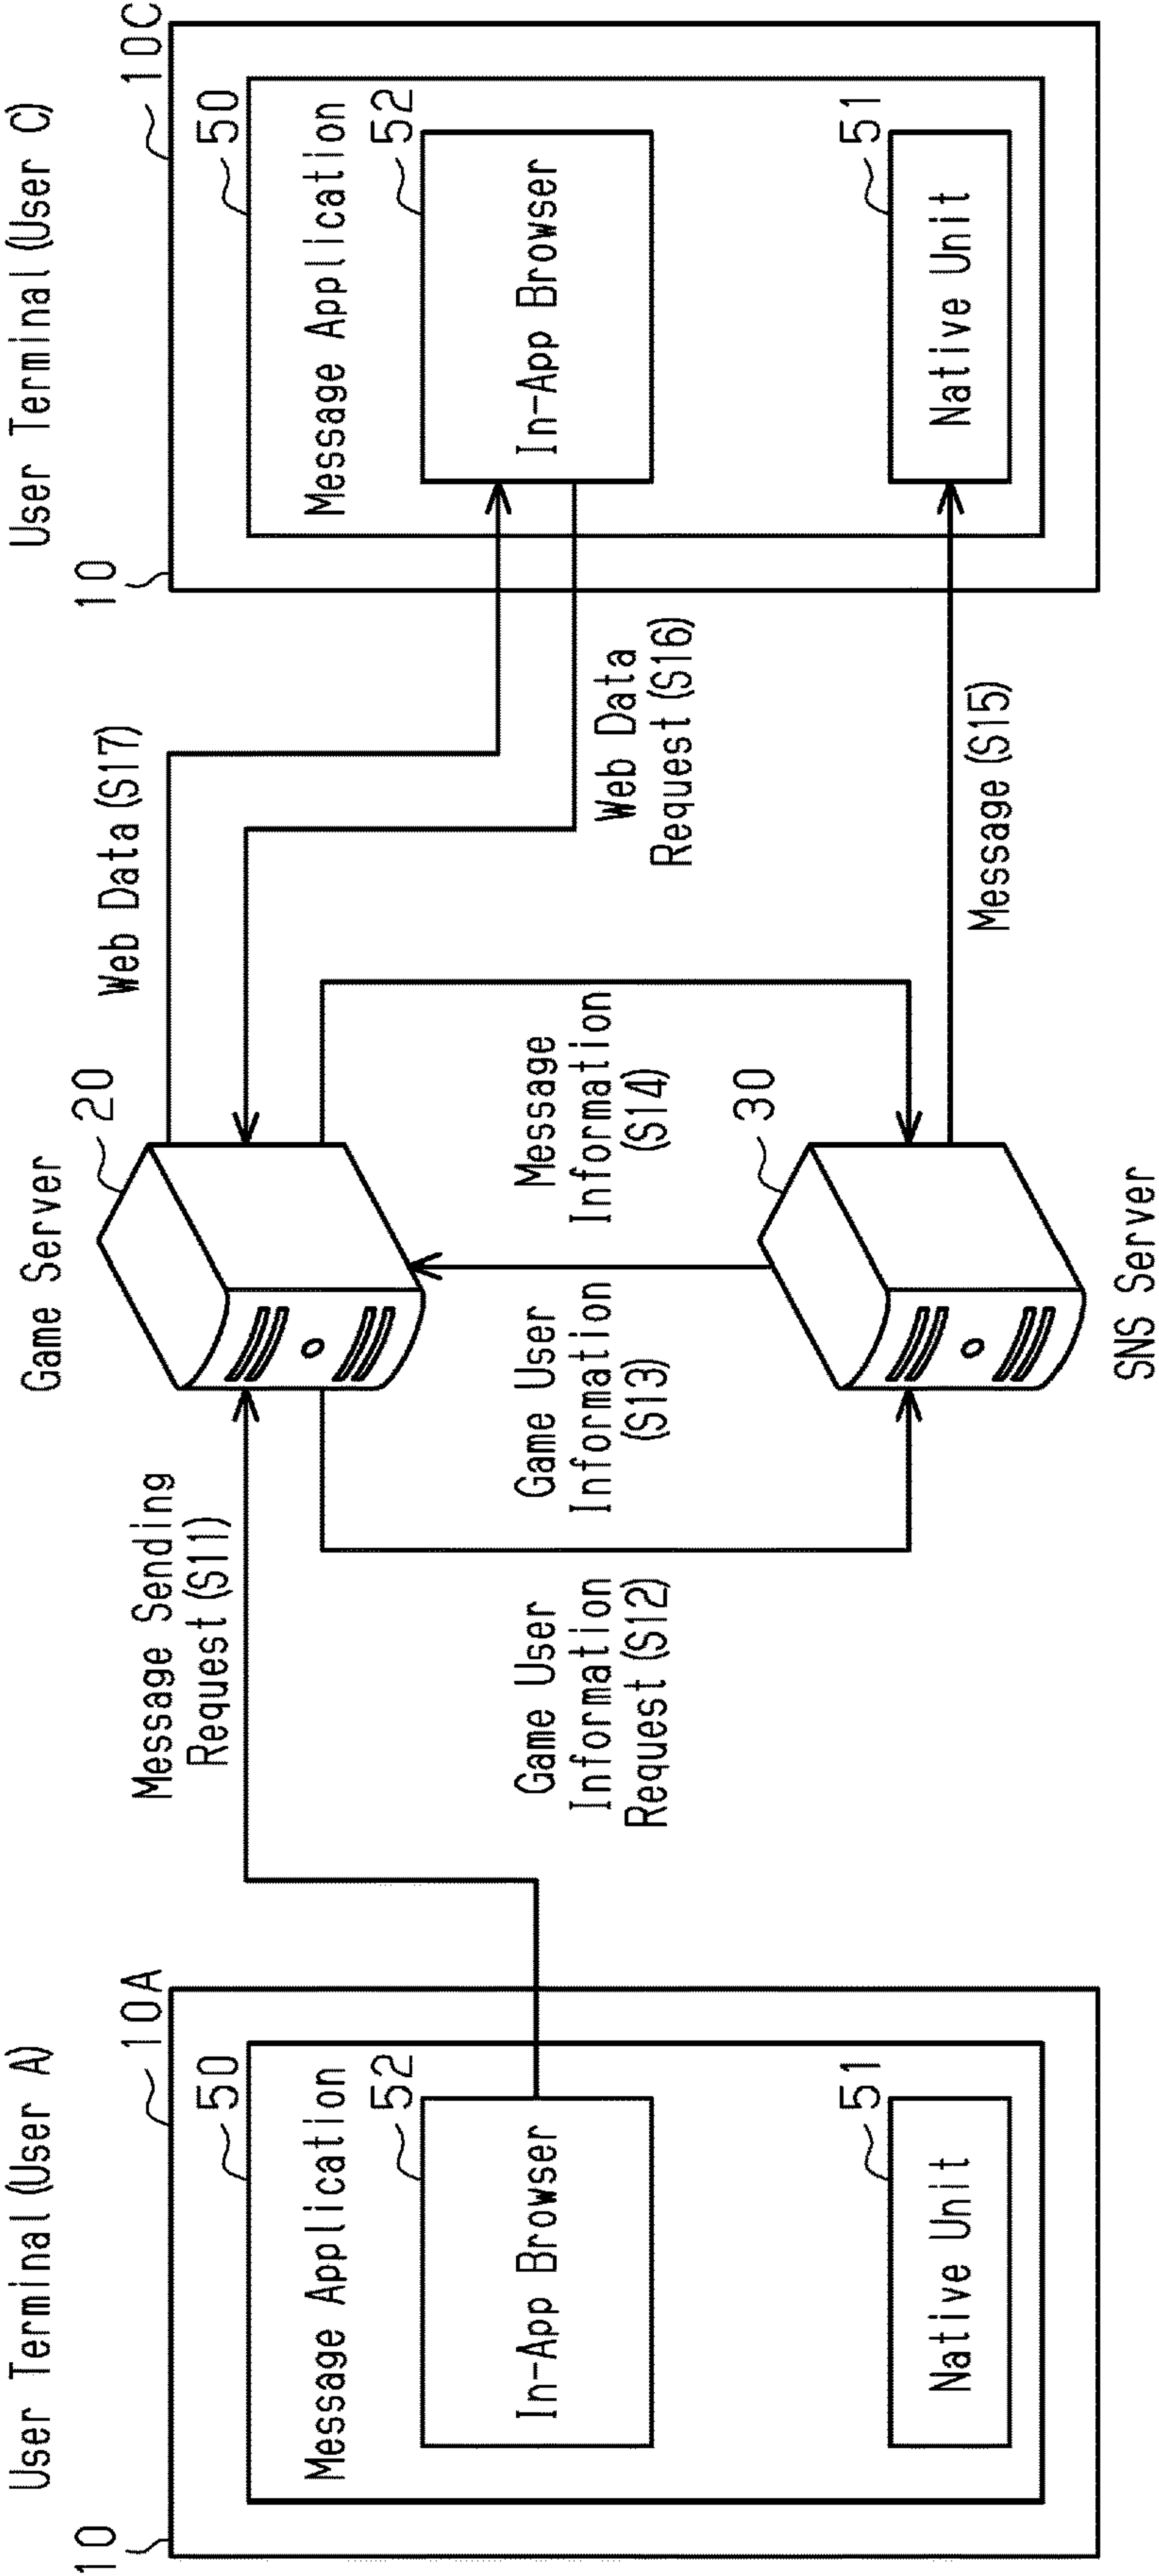 User Terminal (User A)
10
10A
50
Message Application
52
In-App Browser
51
Native Unit
Message Sending
Request (S11)
Game Server
20
Game User
Information
Request (S12)
Game User
Information
(S13)
Message
Information
(S14)
30
SNS Server
Web Data (S17)
Web Data
Request (S16)
Message (S15)
User Terminal (User C)
10
10C
50
Message Application
52
In-App Browser
51
Native Unit